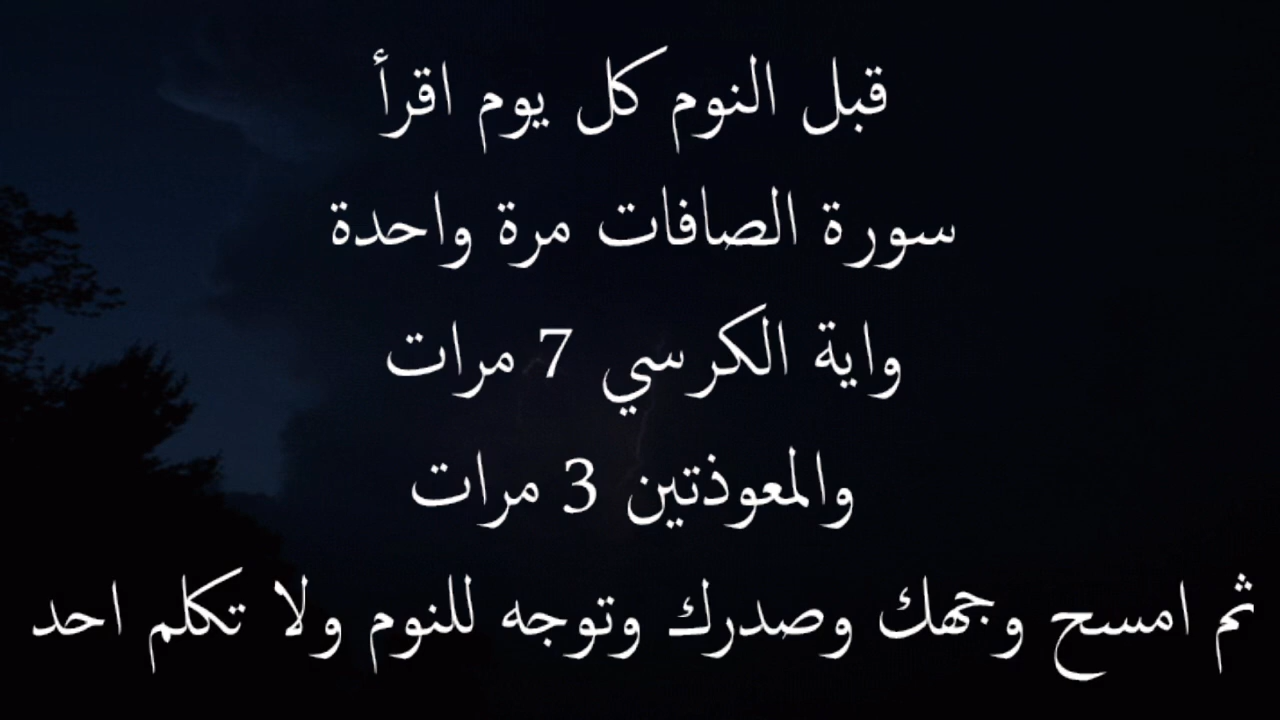 قبل النوم كل يوم اقرأ
سورة الصافات مرة واحدة
واية الكرسي 7 مرات
والمعوذتين 3 مرات
ثم امسح وجهك وصدرك وتوجه للنوم ولا تكلم احد